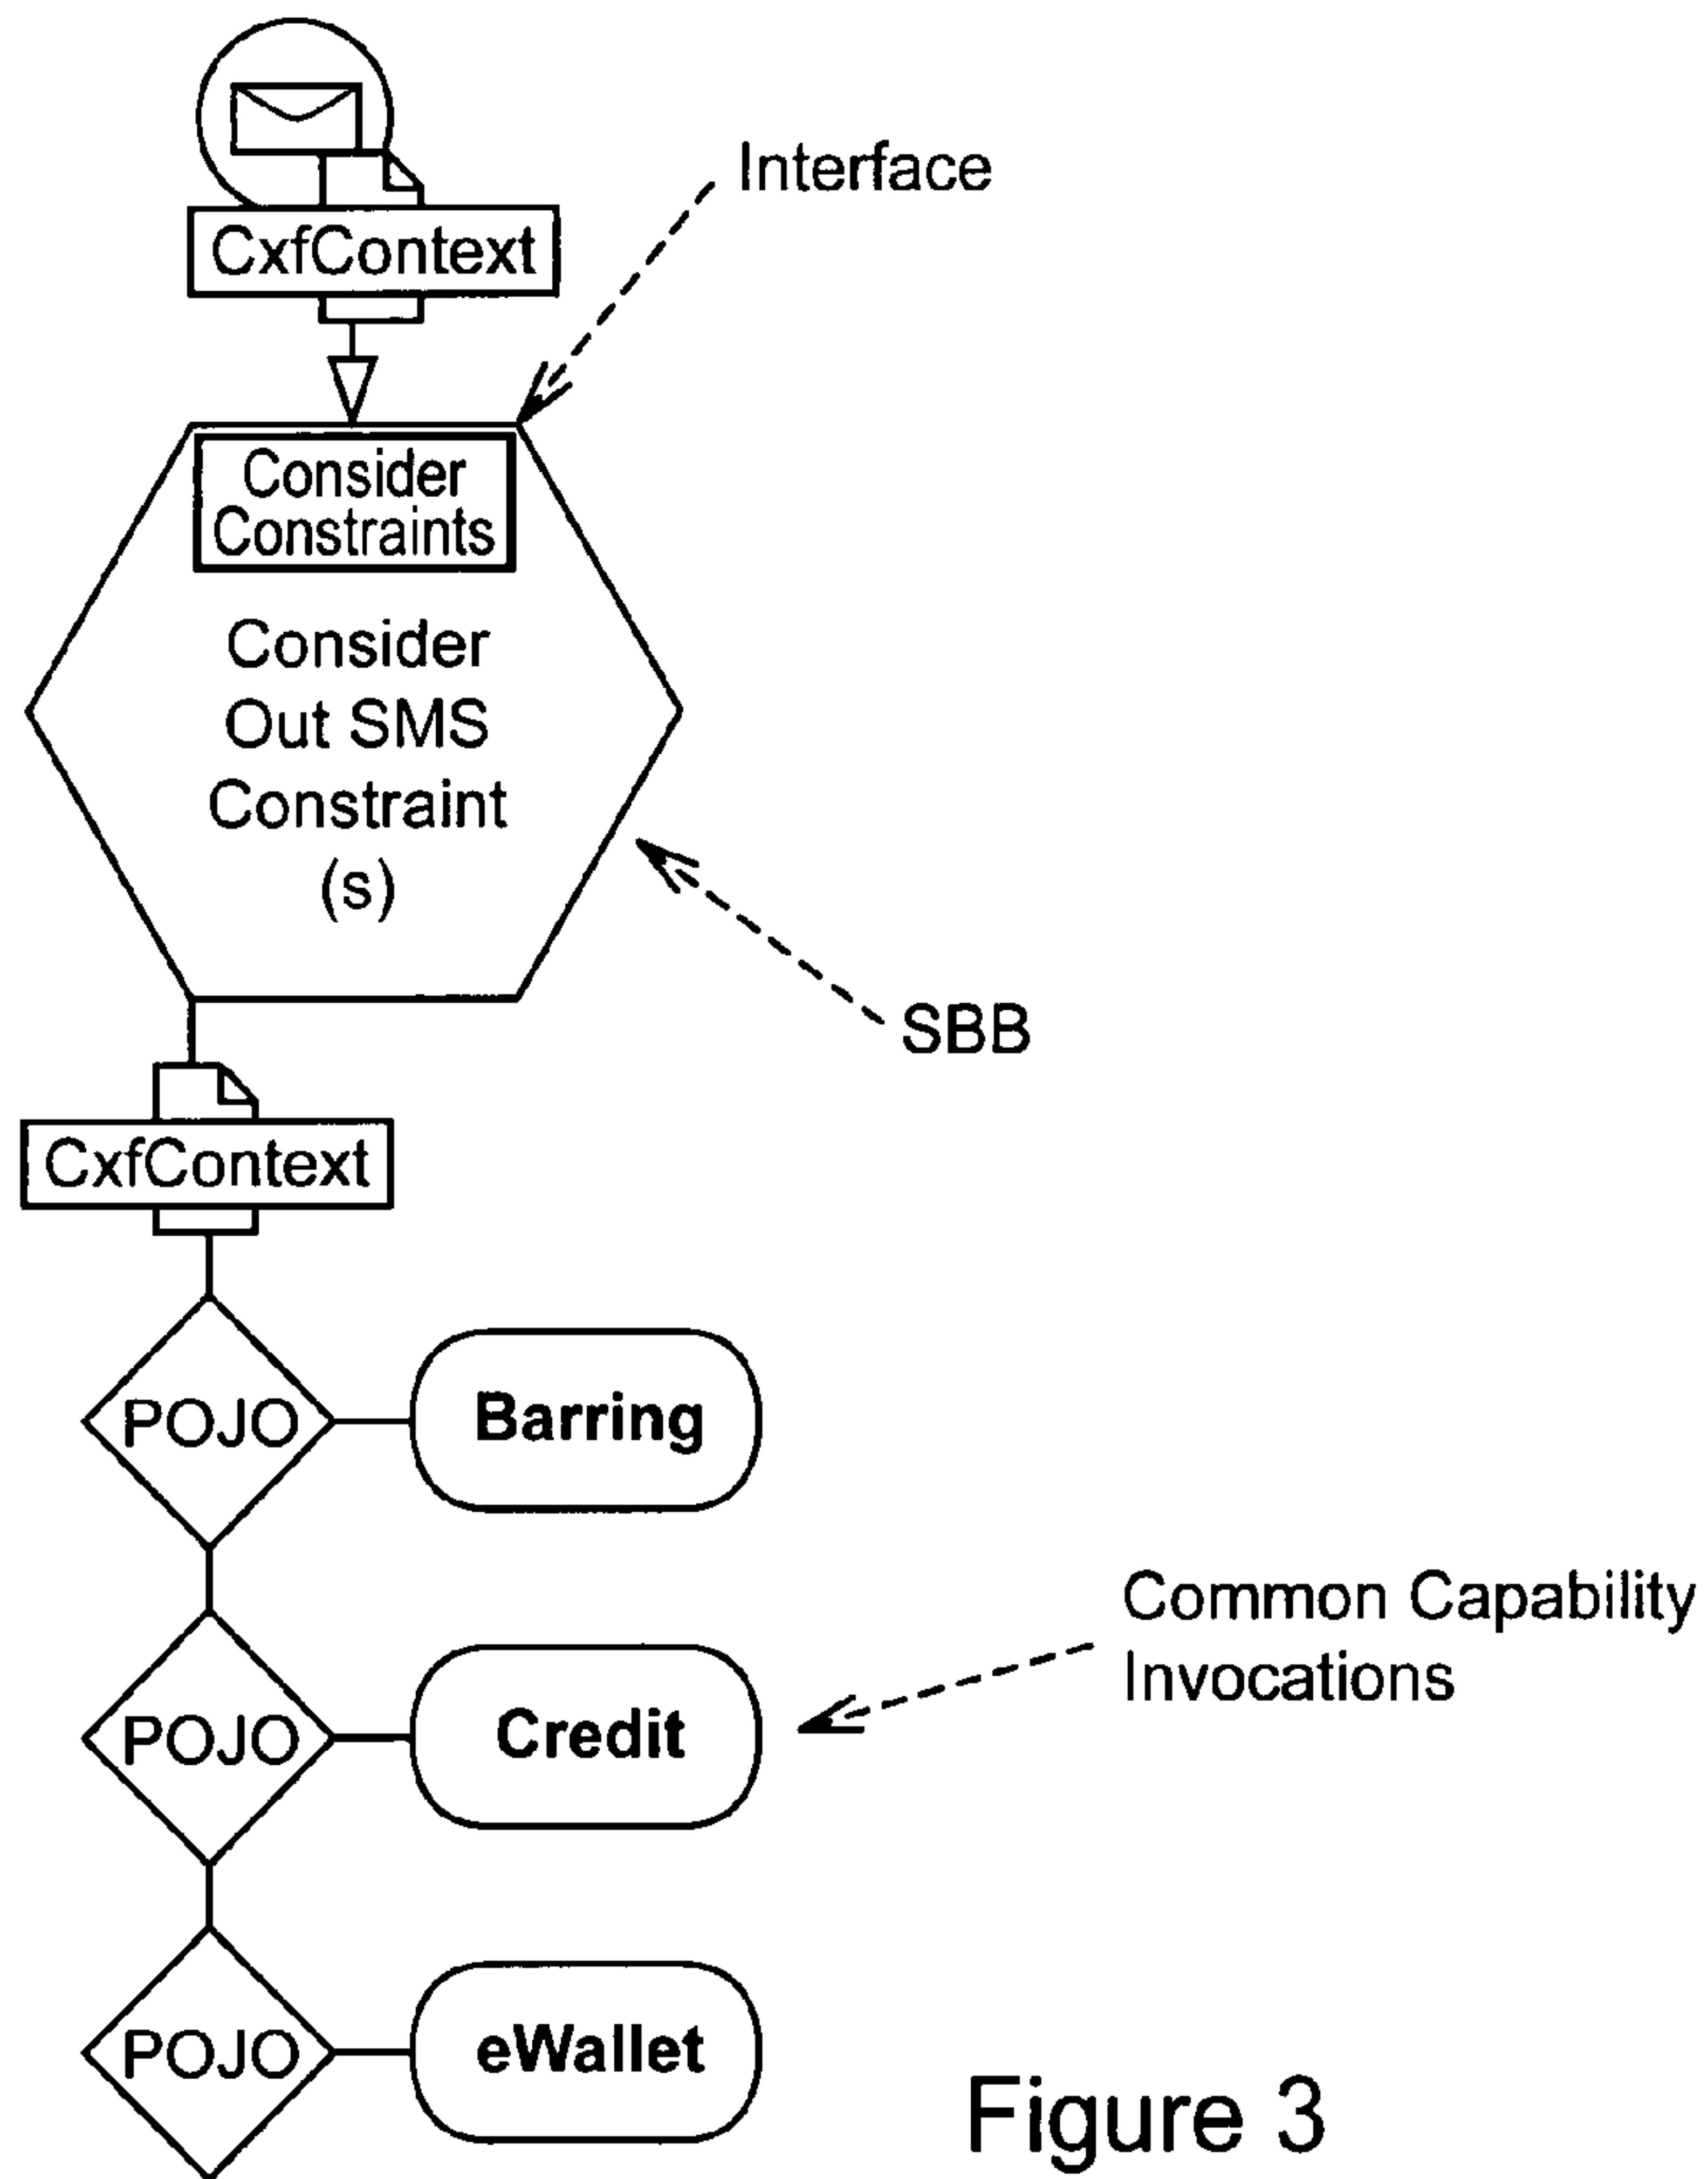 Interface
CxfContext
Consider
Constraints
Consider
Out SMS
Constraint
(s)
SBB
CxfContext
POJO
Barring
Common Capability
Invocations
POJO
Credit
POJO
eWallet
Figure 3